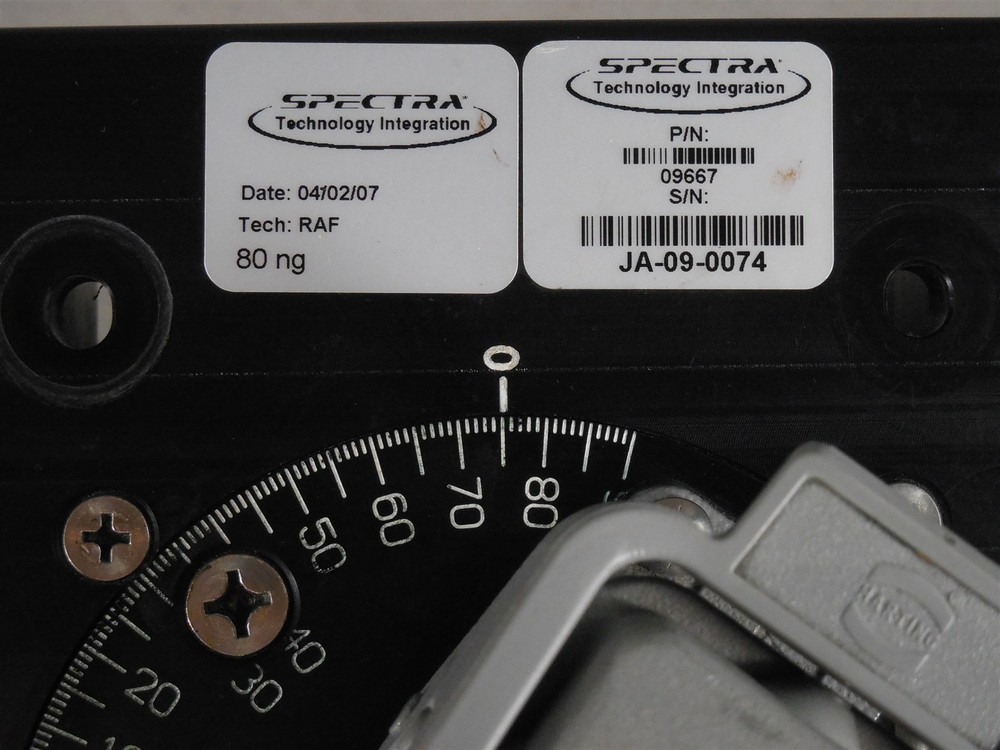 SPECTRA
Technology Integration
Date: 04/02/07
Tech: RAF
80 ng
SPECTRA
Technology Integration
P/N:
09667
S/N:
JA-09-0074
0
50
60
70
80
40
30
20
HARTING